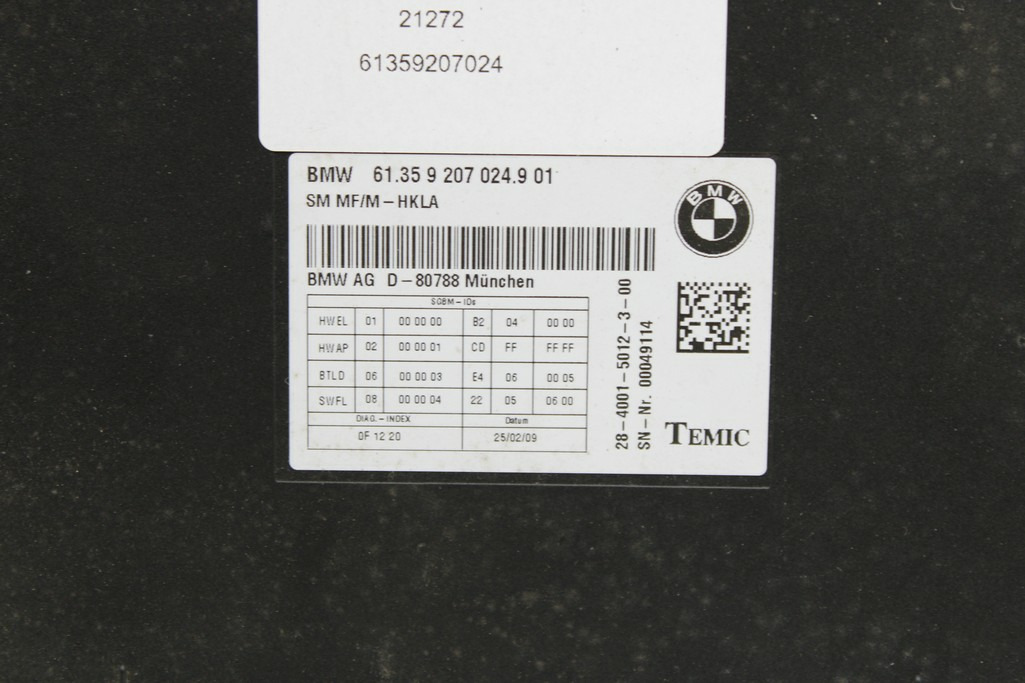 21272
61359207024
BMW 61.35 9 207 024.9 01
SM MF/M-HKLA
BMW
BMW AG D-80788 München
SGBM-IDs
HWEL 01 00 00 00 B2 04 00 00
HWAP 02 00 00 01 CD FF FF FF
BTLD 06 00 00 03 E4 06 00 05
SWFL 08 00 00 04 22 05 06 00
DIAG.-INDEX Datum
0F 12 20 25/02/09
28-4001-5012-3-00
SN-Nr. 00049114
TEMIC